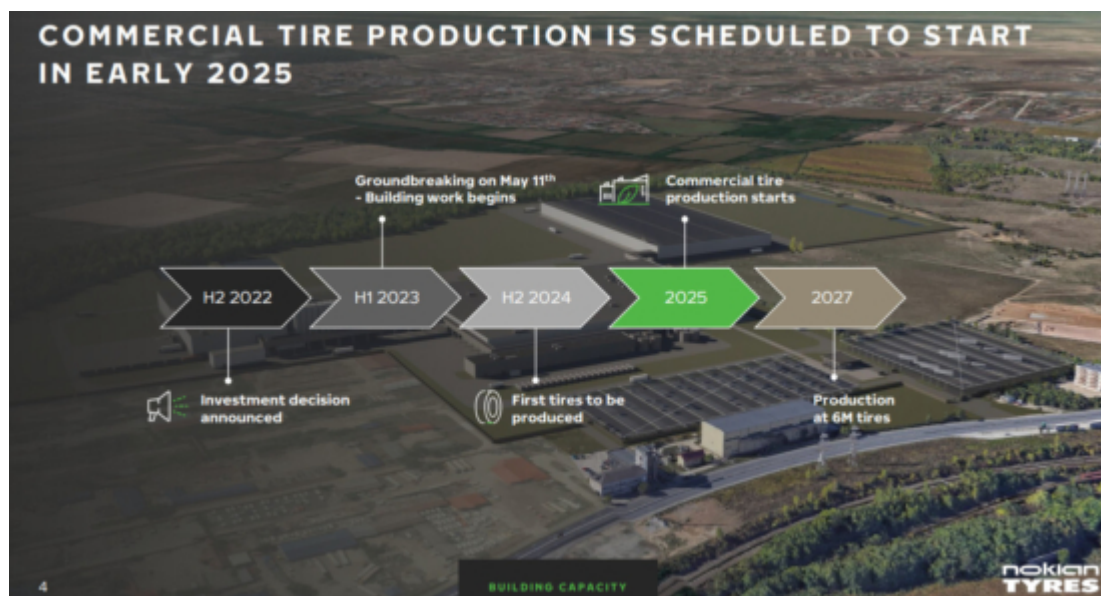 COMMERCIAL TIRE PRODUCTION IS SCHEDULED TO START
IN EARLY 2025
Groundbreaking on May 11th
- Building work begins
Commercial tire
production starts
H2 2022
H1 2023
H2 2024
2025
2027
Investment decision
announced
First tires to be
produced
Production
at 6M tires
4
BUILDING CAPACITY
nokian
TYRES